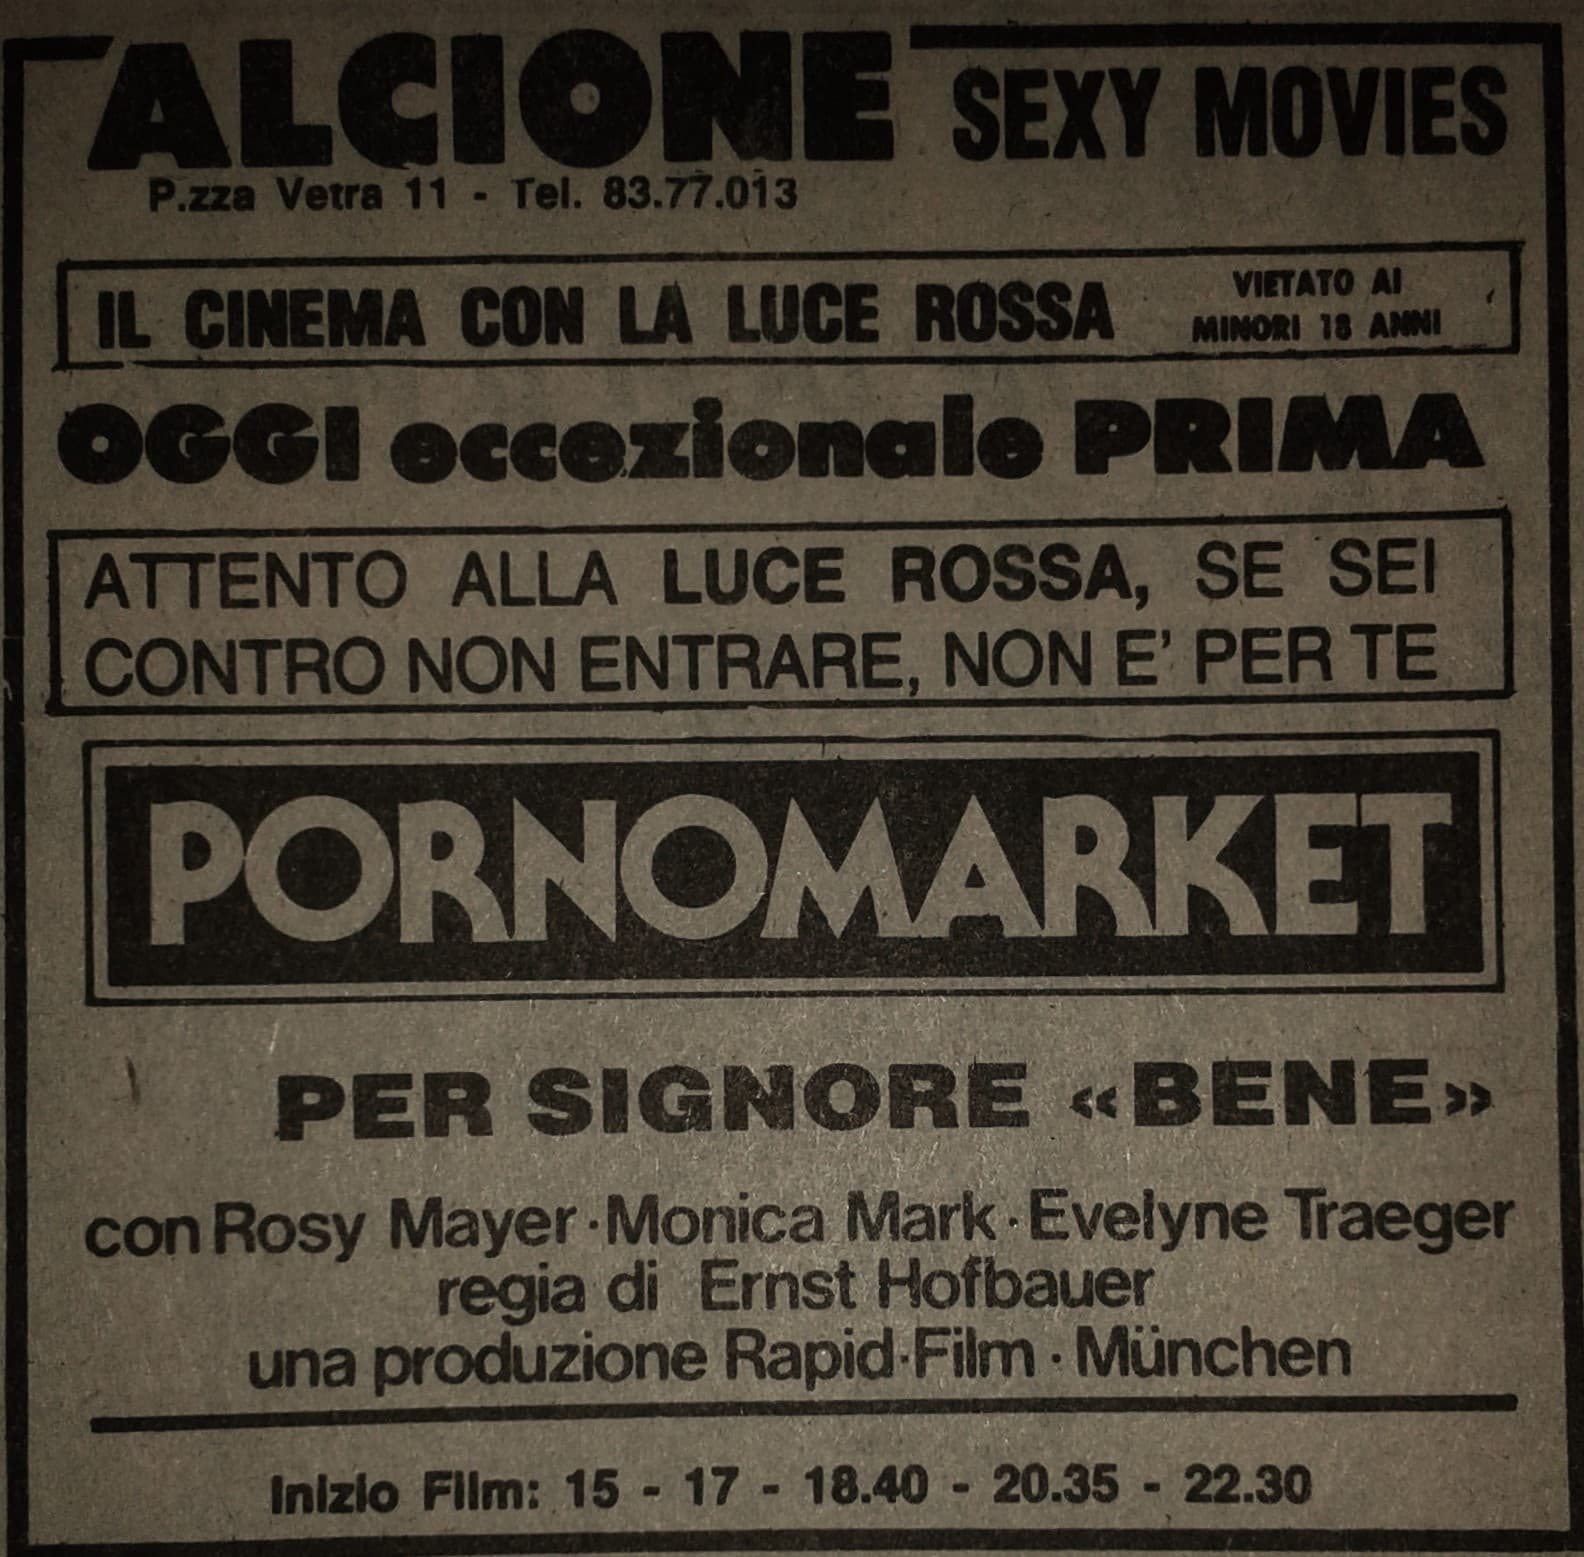 ALCIONE SEXY MOVIES
P.zza Vetra 11 - Tel. 83.77.013
IL CINEMA CON LA LUCE ROSSA
VIETATO AI
MINORI 18 ANNI
OGGI eccezionale PRIMA
ATTENTO ALLA LUCE ROSSA, SE SEI
CONTRO NON ENTRARE, NON E' PER TE
PORNOMARKET
PER SIGNORE «BENE»
con Rosy Mayer·Monica Mark·Evelyne Traeger
regia di Ernst Hofbauer
una produzione Rapid·Film·München
Inizio Film: 15 - 17 - 18.40 - 20.35 - 22.30